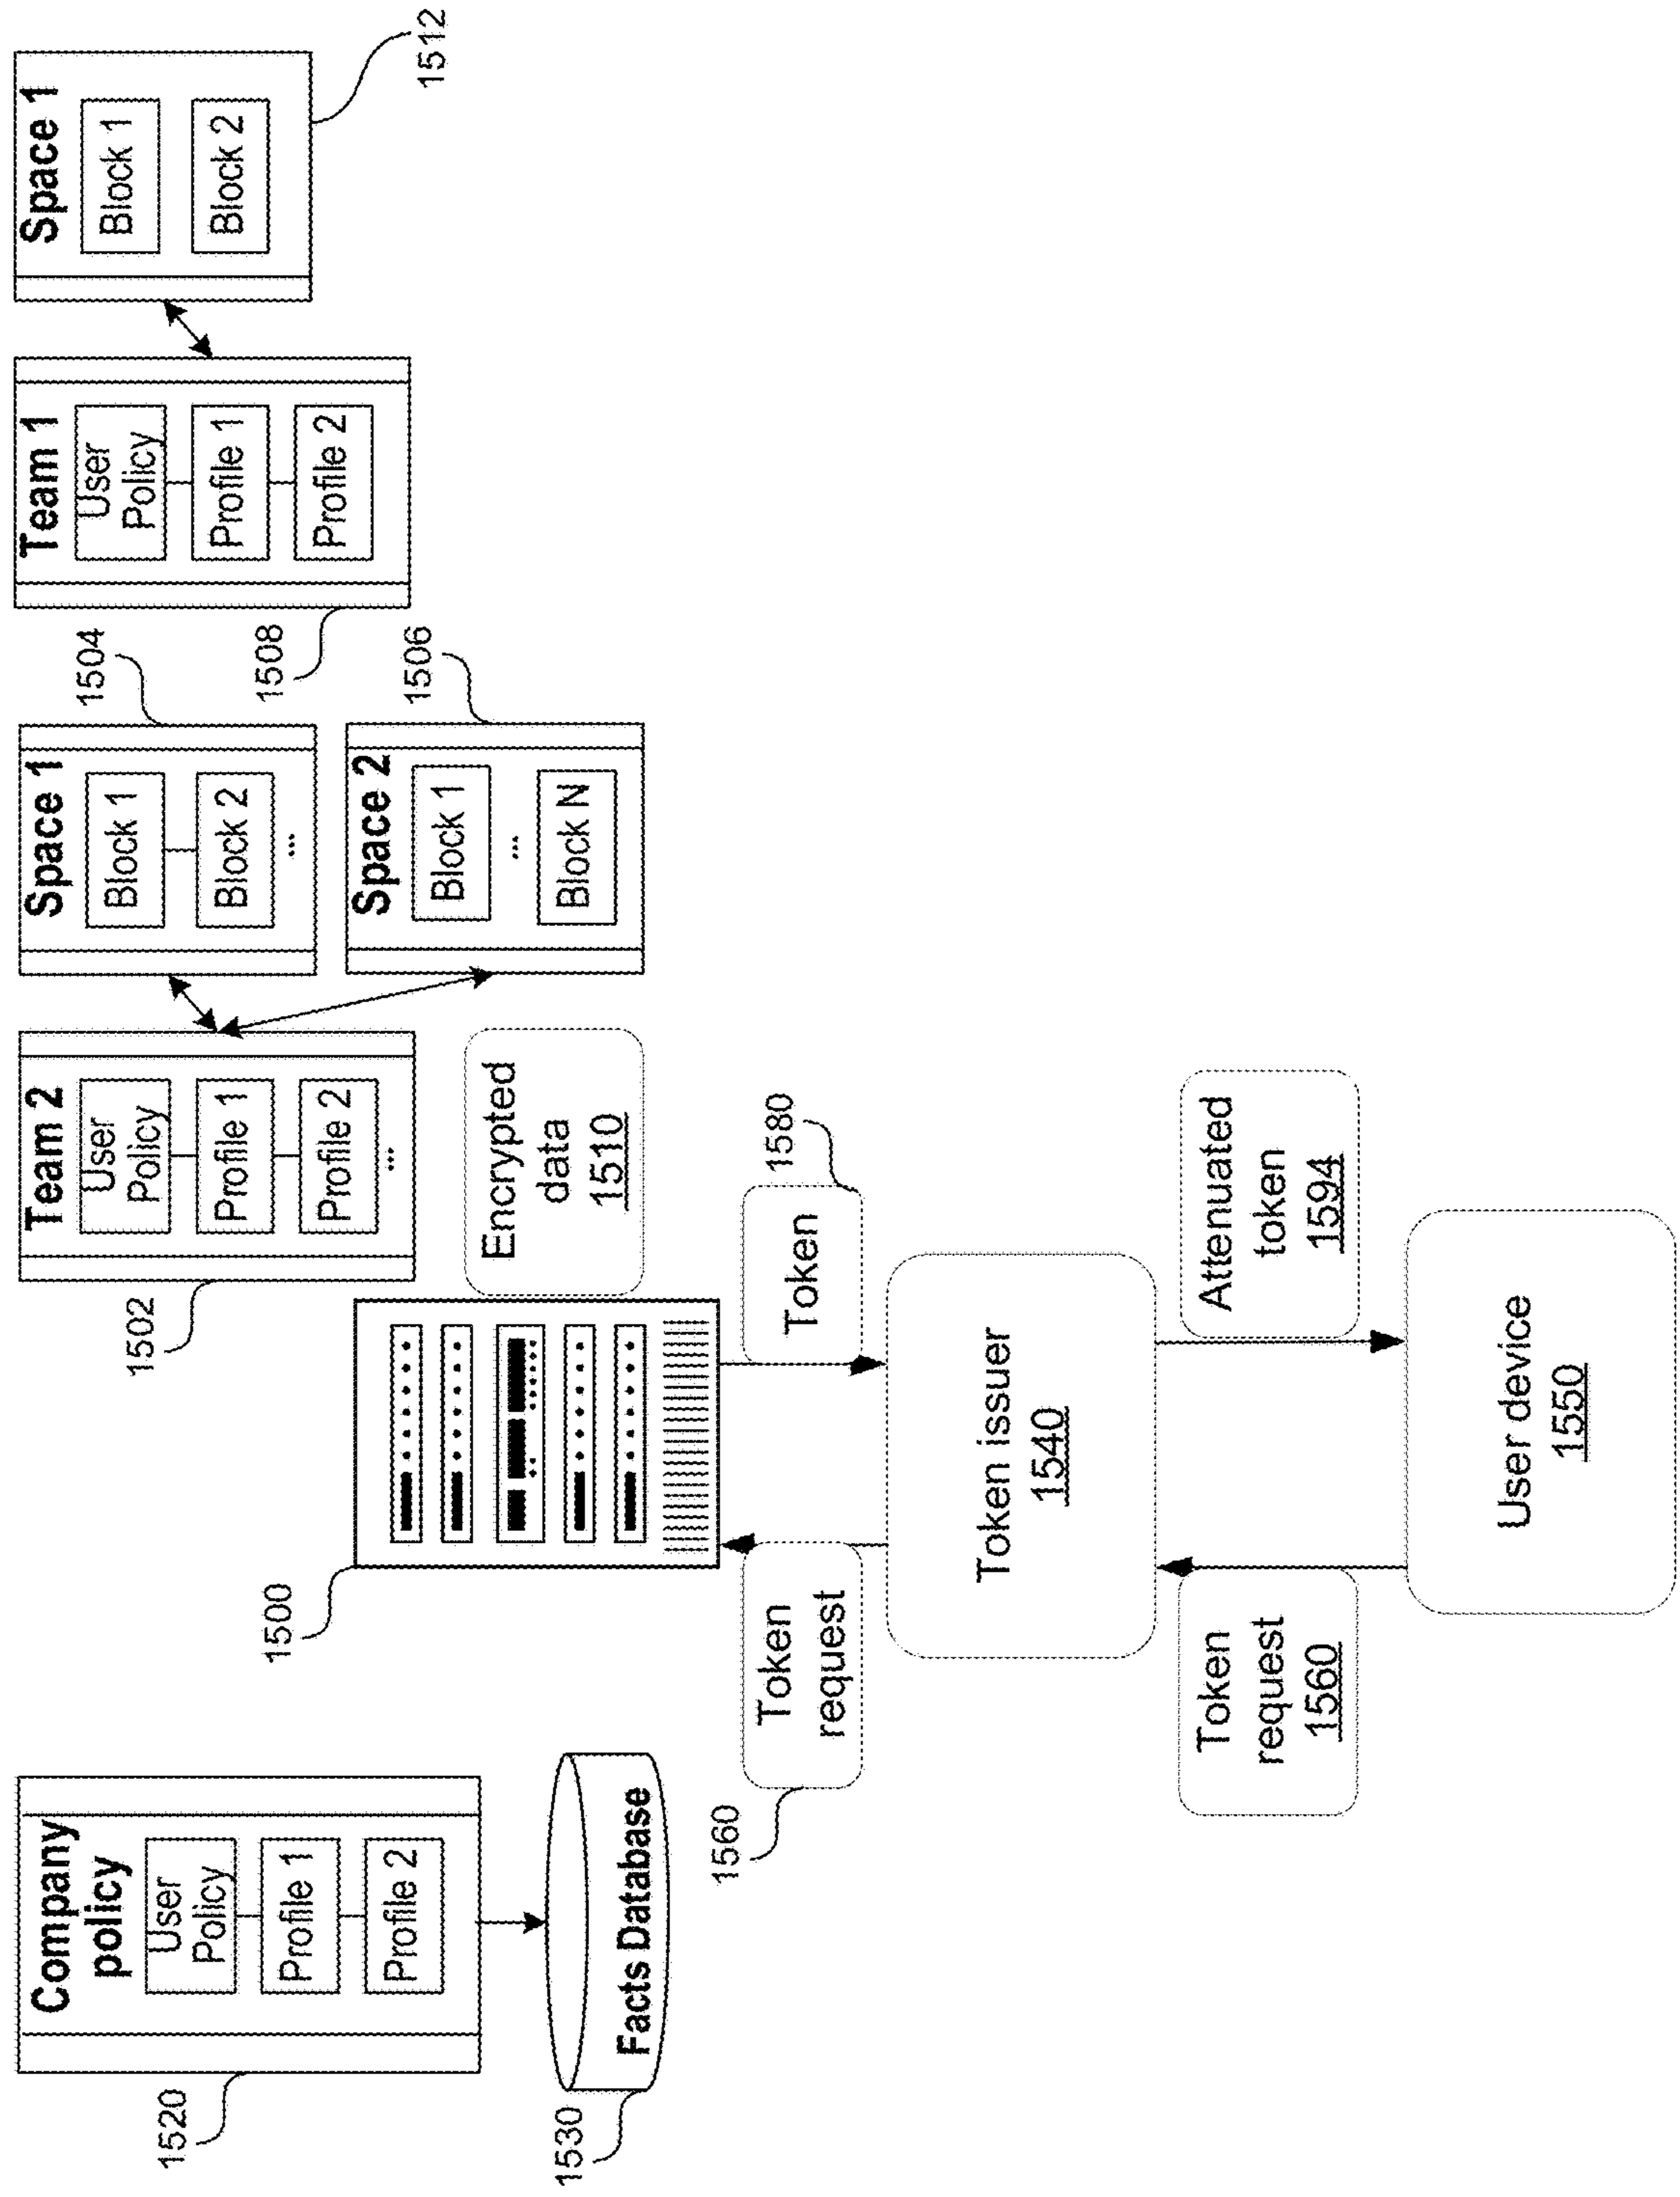 Company
policy
User
Policy
Profile 1
Profile 2
1520
Facts Database
1530
Team 2
User
Policy
Profile 1
Profile 2
...
1502
Space 1
Block 1
Block 2
...
1504
Space 2
Block 1
...
Block N
1506
Team 1
User
Policy
Profile 1
Profile 2
1508
Space 1
Block 1
Block 2
1512
1500
Encrypted
data
1510
Token
request
1560
Token
1580
Token issuer
1540
Token
request
1560
Attenuated
token
1594
User device
1550